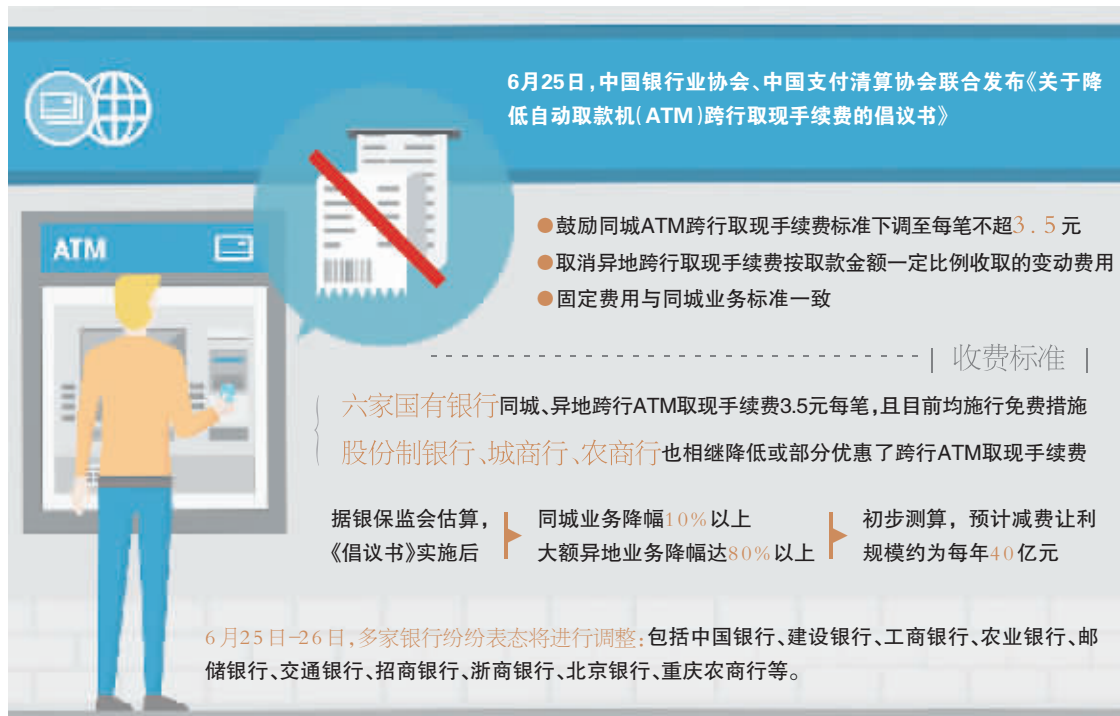 6月25日,中国银行业协会、中国支付清算协会联合发布《关于降
低自动取款机(ATM)跨行取现手续费的倡议书》
ATM
●鼓励同城ATM跨行取现手续费标准下调至每笔不超3.5元
●取消异地跨行取现手续费按取款金额一定比例收取的变动费用
●固定费用与同城业务标准一致
收费标准
六家国有银行同城、异地跨行ATM取现手续费3.5元每笔,且目前均施行免费措施
股份制银行、城商行、农商行也相继降低或部分优惠了跨行ATM取现手续费
据银保监会估算,
《倡议书》实施后
同城业务降幅10%以上
大额异地业务降幅达80%以上
初步测算，预计减费让利
规模约为每年40亿元
6月25日-26日,多家银行纷纷表态将进行调整:包括中国银行、建设银行、工商银行、农业银行、邮
储银行、交通银行、招商银行、浙商银行、北京银行、重庆农商行等。